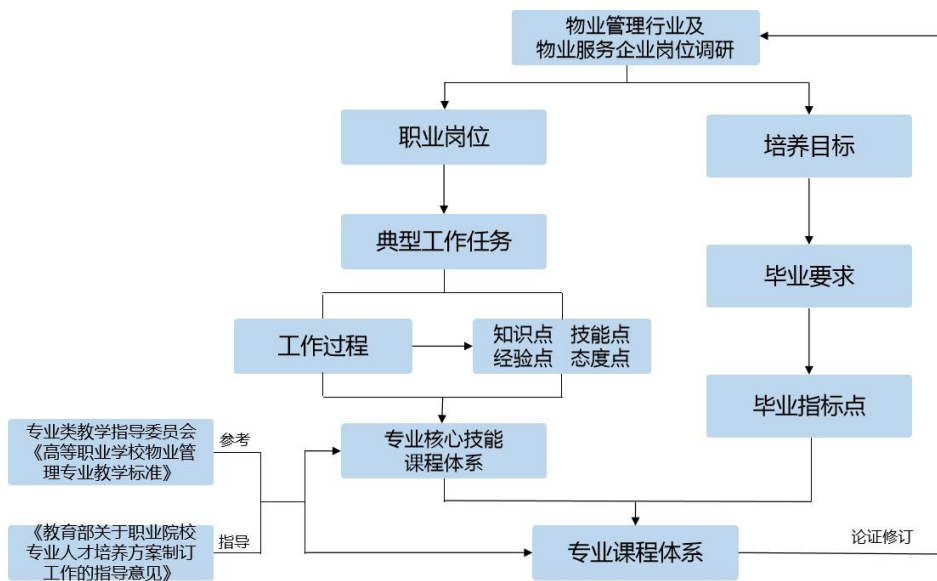 物业管理行业及
物业服务企业岗位调研
职业岗位
培养目标
典型工作任务
毕业要求
工作过程
知识点 技能点
经验点 态度点
毕业指标点
专业类教学指导委员会
《高等职业学校物业管
理专业教学标准》
参考
专业核心技能
课程体系
《教育部关于职业院校
专业人才培养方案制订
工作的指导意见》
指导
专业课程体系
论证修订